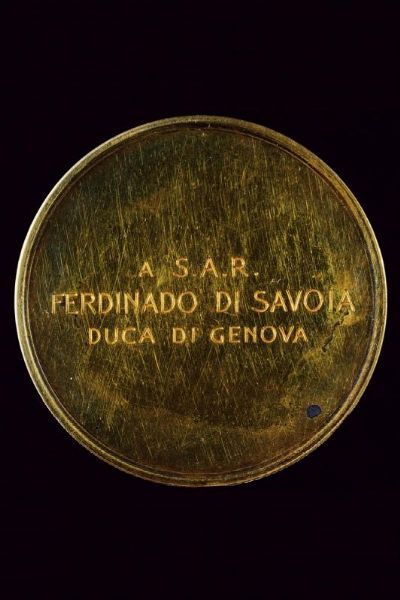 A S.A.R.
FERDINADO DI SAVOIA
DUCA DI GENOVA